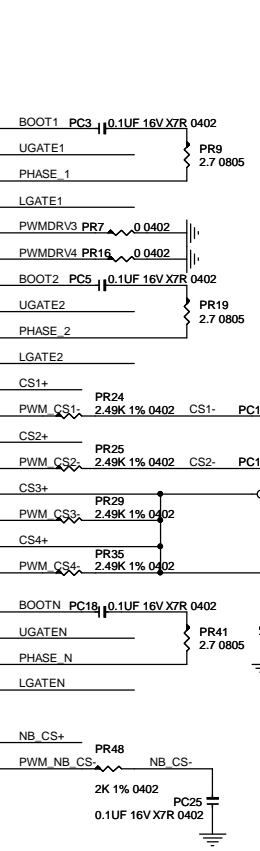 BOOT1 PC3 0.1UF 16V X7R 0402
UGATE1 PR9
2.7 0805
PHASE_1
LGATE1
PWMDRV3 PR7 0 0402
PWMDRV4 PR16 0 0402
BOOT2 PC5 0.1UF 16V X7R 0402
UGATE2 PR19
2.7 0805
PHASE_2
LGATE2
CS1+
PR24
PWM_CS1- 2.49K 1% 0402 CS1- PC1
CS2+
PR25
PWM_CS2- 2.49K 1% 0402 CS2- PC1
CS3+
PR29
PWM_CS3- 2.49K 1% 0402
CS4+
PR35
PWM_CS4- 2.49K 1% 0402
BOOTN PC18 0.1UF 16V X7R 0402
UGATEN PR41
2.7 0805
PHASE_N
LGATEN
NB_CS+
PR48
PWM_NB_CS- NB_CS-
2K 1% 0402
PC25
0.1UF 16V X7R 0402